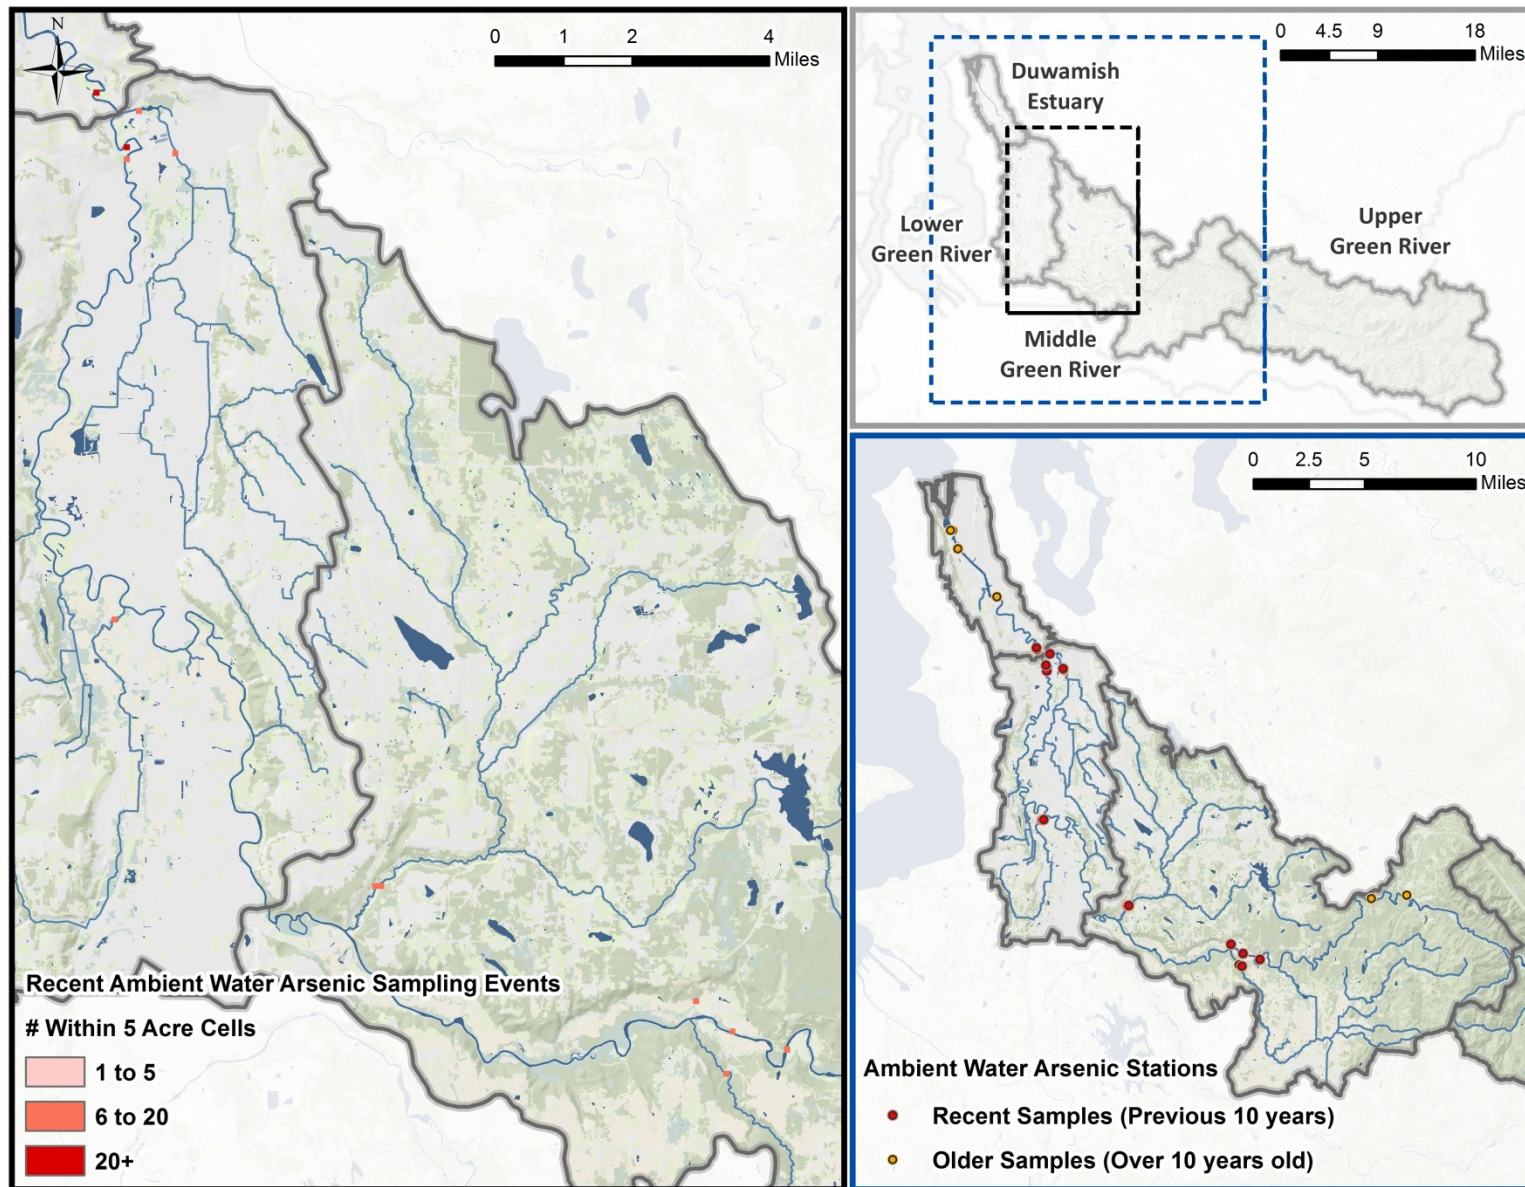 N
0 1 2 4
Miles
Recent Ambient Water Arsenic Sampling Events
# Within 5 Acre Cells
1 to 5
6 to 20
20+
0 4.5 9 18
Miles
Duwamish
Estuary
Lower
Green River
Upper
Green River
Middle
Green River
0 2.5 5 10
Miles
Ambient Water Arsenic Stations
Recent Samples (Previous 10 years)
Older Samples (Over 10 years old)